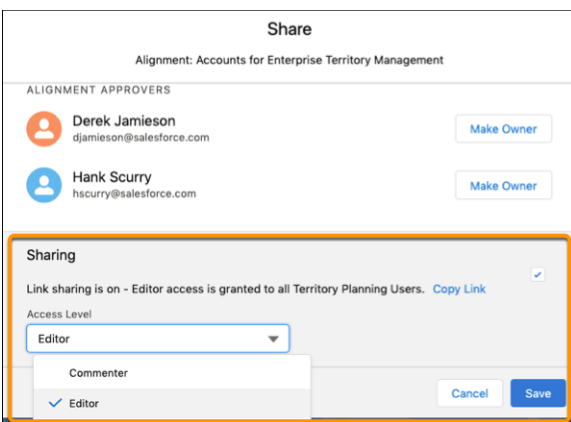 Share
Alignment: Accounts for Enterprise Territory Management
ALIGNMENT APPROVERS
Derek Jamieson
djamieson@salesforce.com
Make Owner
Hank Scurry
hscurry@salesforce.com
Make Owner
Sharing
Link sharing is on - Editor access is granted to all Territory Planning Users. Copy Link
Access Level
Editor
Commenter
Editor
Cancel
Save